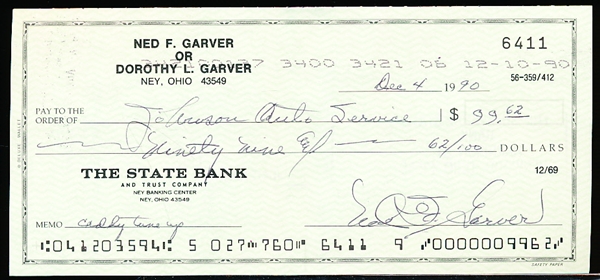 NED F. GARVER 6411
OR
3400 3421 06 12-10-90
DOROTHY L. GARVER
NEY, OHIO 43549 56-359/412
Dec 4 1990
PAY TO THE
ORDER OF Johnson Auto Service $ 99.62
Ninety nine &/ 62/100 DOLLARS
THE STATE BANK 12/69
AND TRUST COMPANY
NEY BANKING CENTER
NEY, OHIO 43549
MEMO caddy tune up Ned F. Garver
⑆041203594⑆ 5 027⑈760⑈ 6411 9 ⑈0000009962⑈
SAFETY PAPER